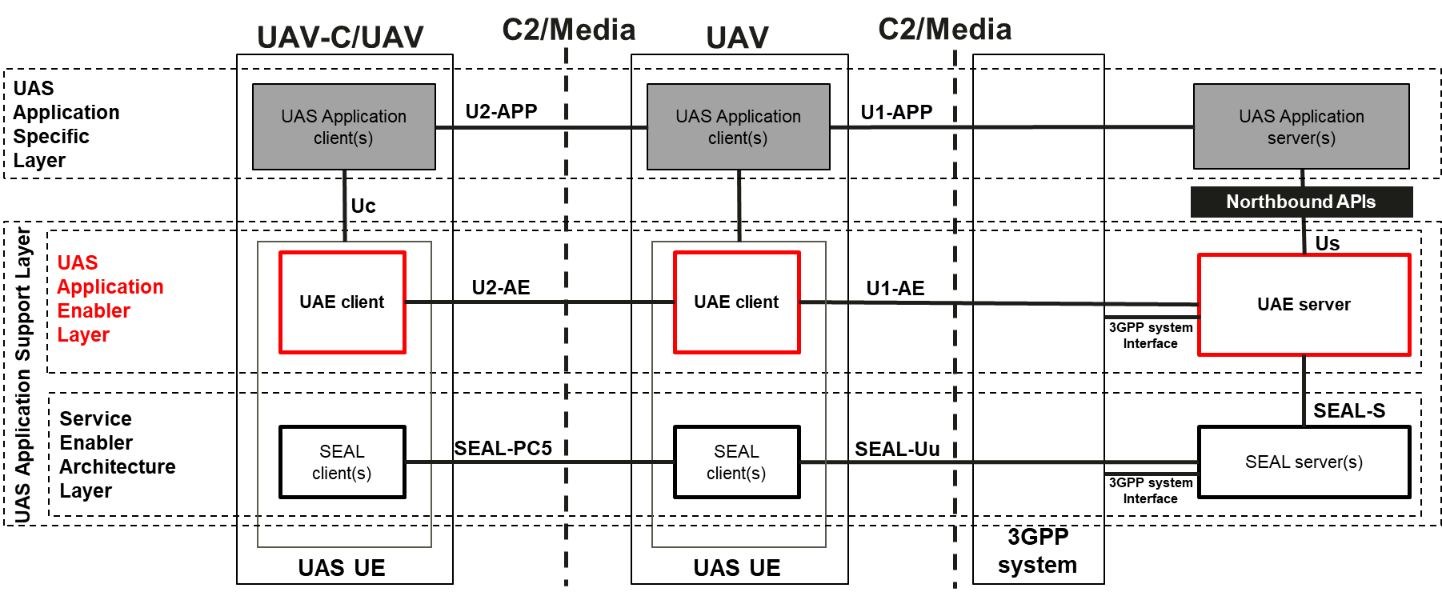 UAV-C/UAV
C2/Media
UAV
C2/Media
UAS
Application
Specific
Layer
UAS Application
client(s)
U2-APP
UAS Application
client(s)
U1-APP
UAS Application
server(s)
Uc
Northbound APIs
Us
UAS Application Support Layer
UAS
Application
Enabler
Layer
UAE client
U2-AE
UAE client
U1-AE
UAE server
3GPP system
Interface
Service
Enabler
Architecture
Layer
SEAL
client(s)
SEAL-PC5
SEAL
client(s)
SEAL-Uu
SEAL-S
SEAL server(s)
3GPP system
Interface
UAS UE
UAS UE
3GPP
system